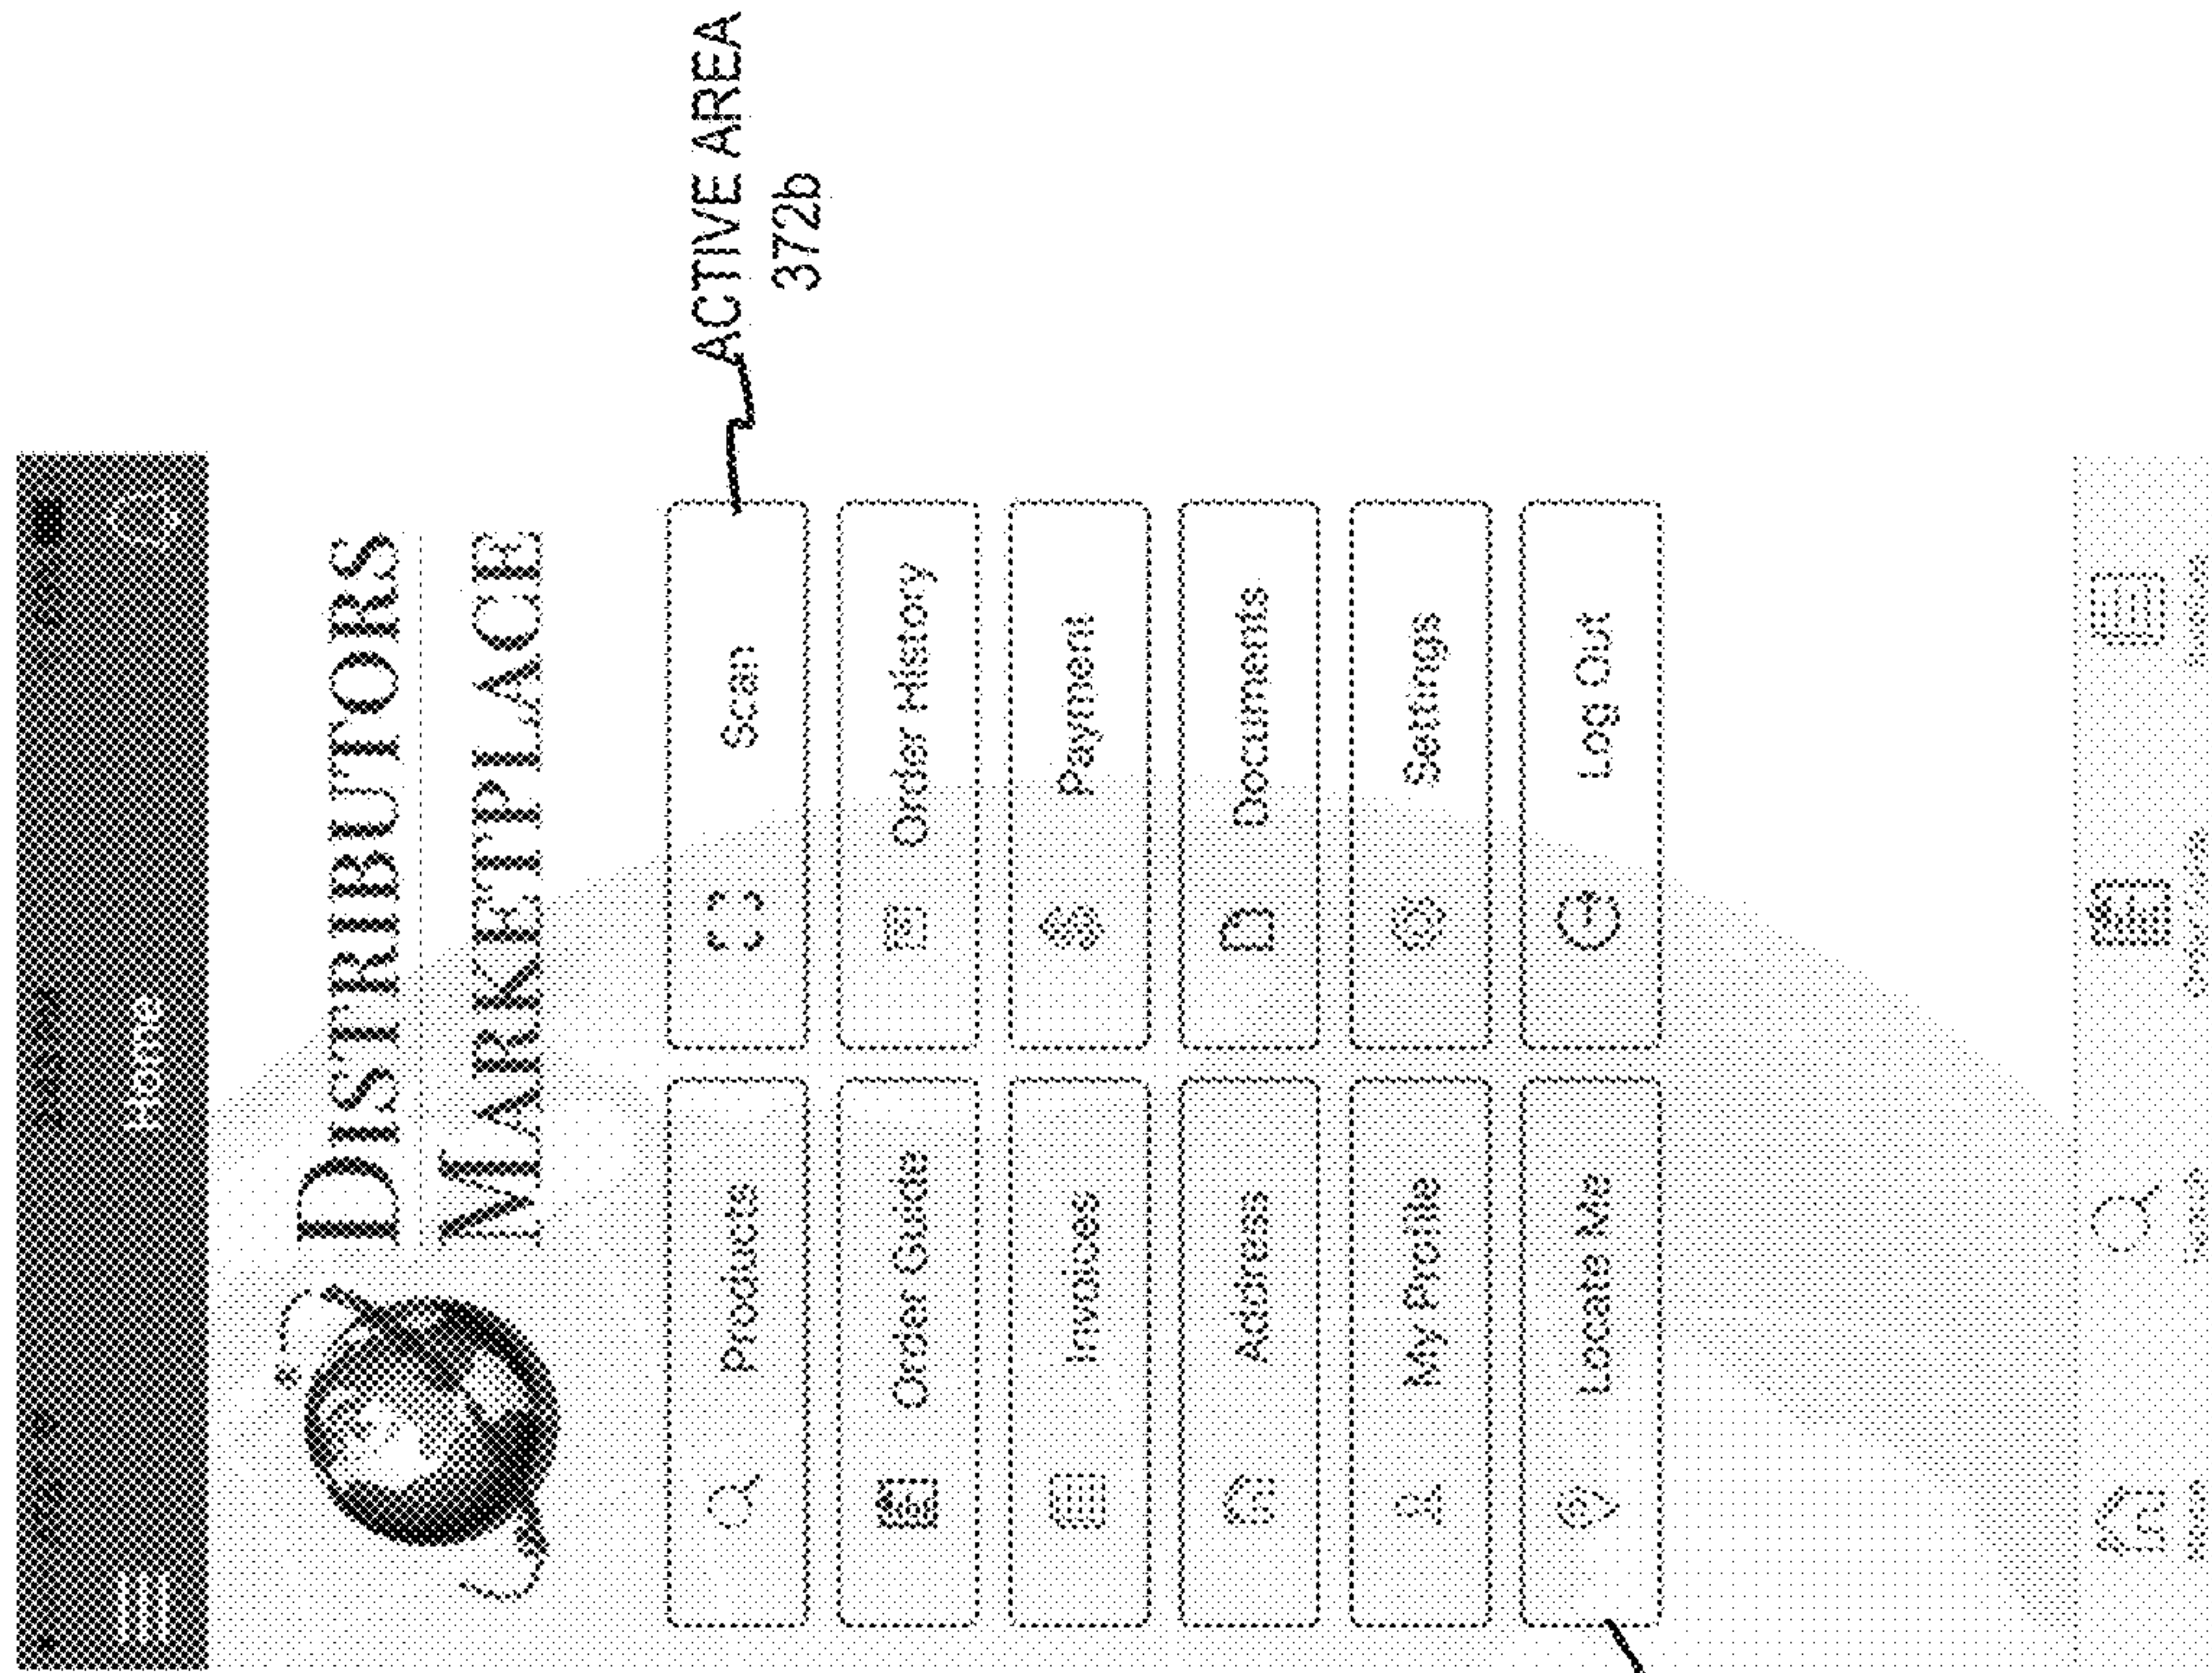 Home
DISTRIBUTORS
MARKETPLACE
Products
Scan
ACTIVE AREA
372b
Order Guide
Order History
Invoices
Payment
Address
Documents
My Profile
Settings
Locate Me
Log Out